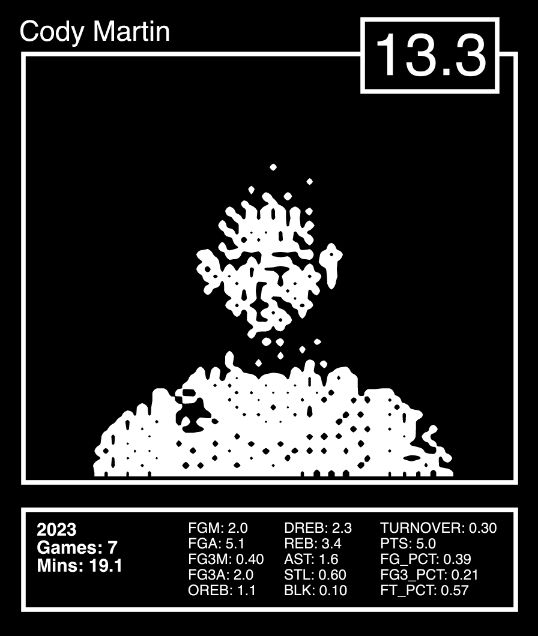 Cody Martin
13.3
2023
Games: 7
Mins: 19.1
FGM: 2.0
FGA: 5.1
FG3M: 0.40
FG3A: 2.0
OREB: 1.1
DREB: 2.3
REB: 3.4
AST: 1.6
STL: 0.60
BLK: 0.10
TURNOVER: 0.30
PTS: 5.0
FG_PCT: 0.39
FG3_PCT: 0.21
FT_PCT: 0.57